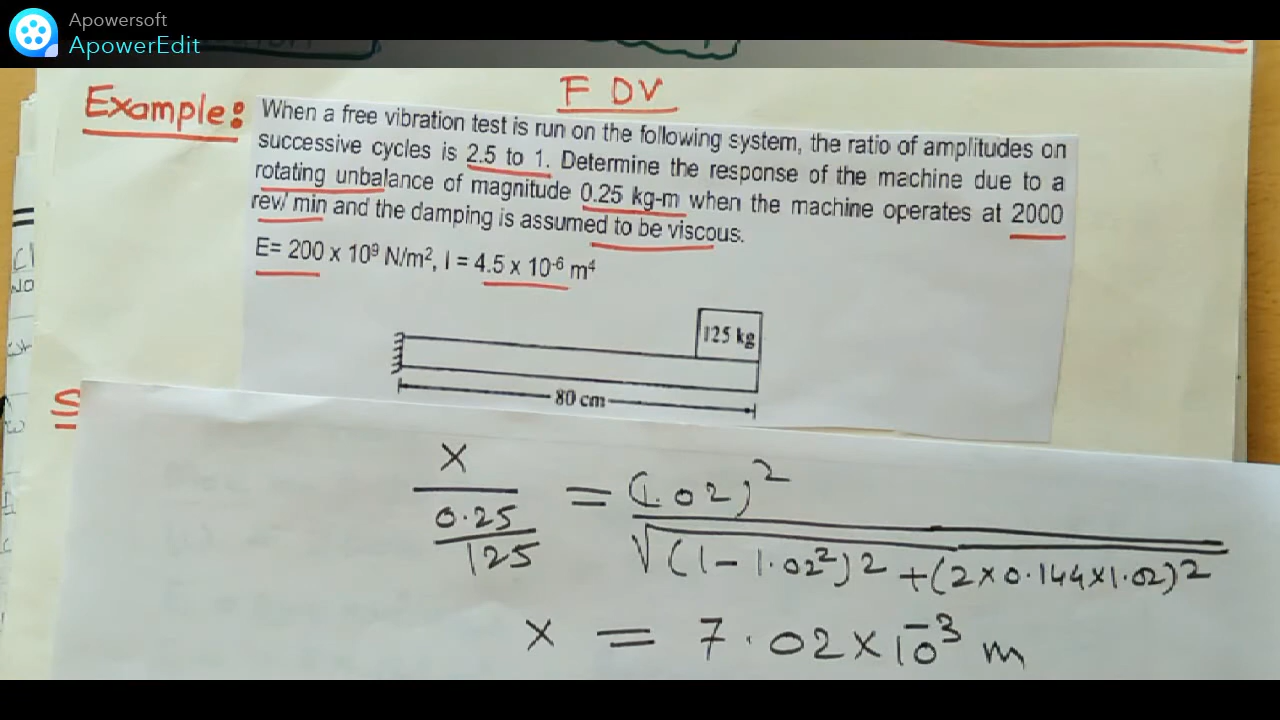 Apowersoft
ApowerEdit
F DV
Example:
When a free vibration test is run on the following system, the ratio of amplitudes on
successive cycles is 2.5 to 1. Determine the response of the machine due to a
rotating unbalance of magnitude 0.25 kg-m when the machine operates at 2000
rev/ min and the damping is assumed to be viscous.
E= 200 x 10⁹ N/m², I = 4.5 x 10⁻⁶ m⁴
125 kg
80 cm
S
X / (0.25 / 125) = (1.02)² / √((1 - 1.02²)² + (2×0.144×1.02)²)
x = 7.02×10⁻³ m